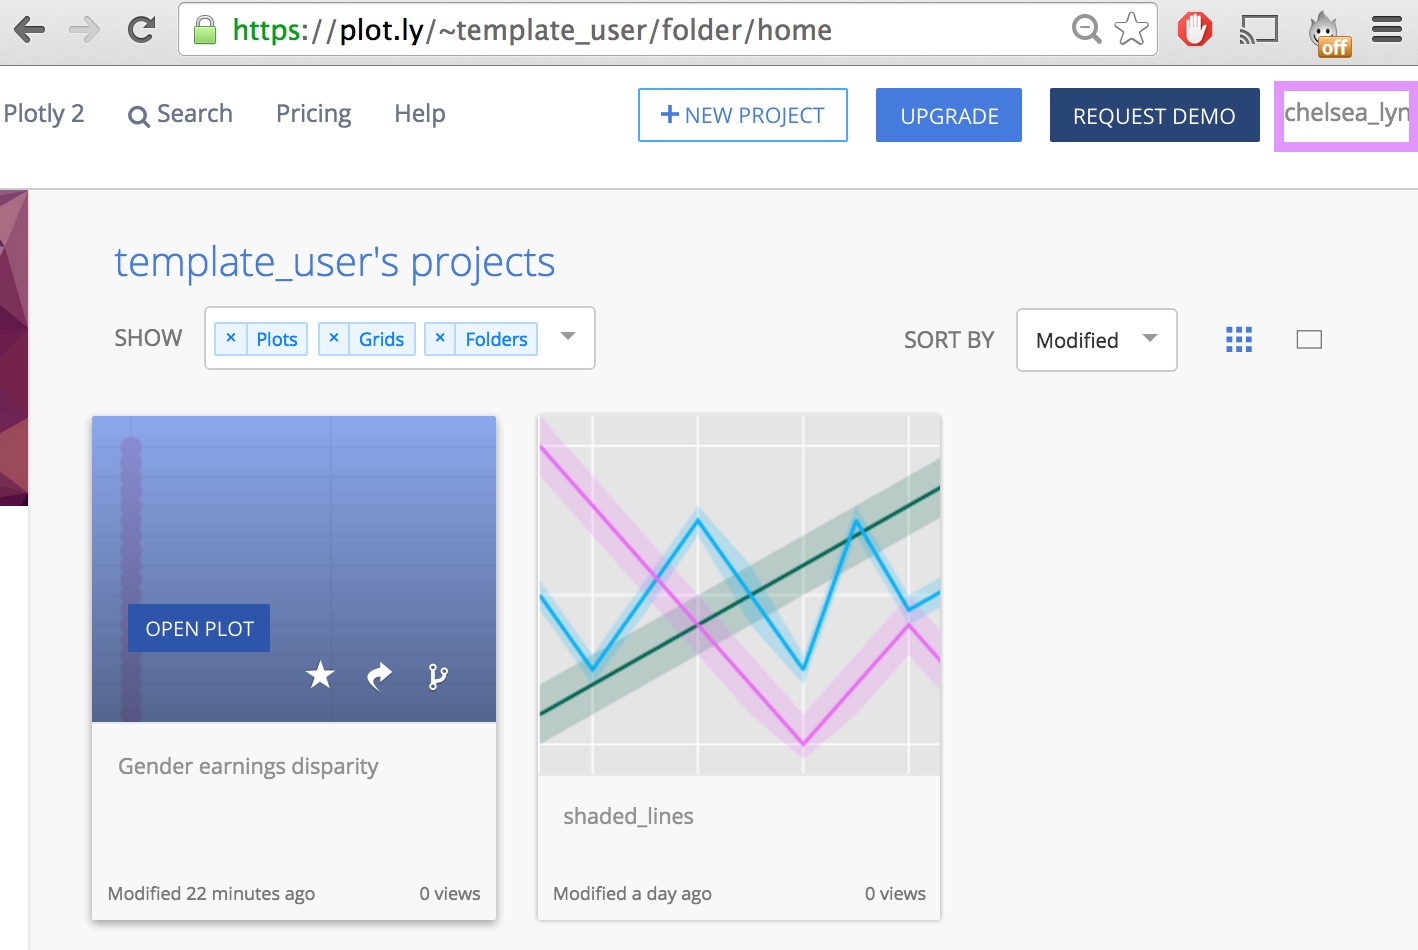 https://plot.ly/~template_user/folder/home
off
Plotly 2 Search Pricing Help + NEW PROJECT UPGRADE REQUEST DEMO chelsea_lyn
template_user's projects
SHOW × Plots × Grids × Folders SORT BY Modified
OPEN PLOT
Gender earnings disparity
shaded_lines
Modified 22 minutes ago 0 views Modified a day ago 0 views